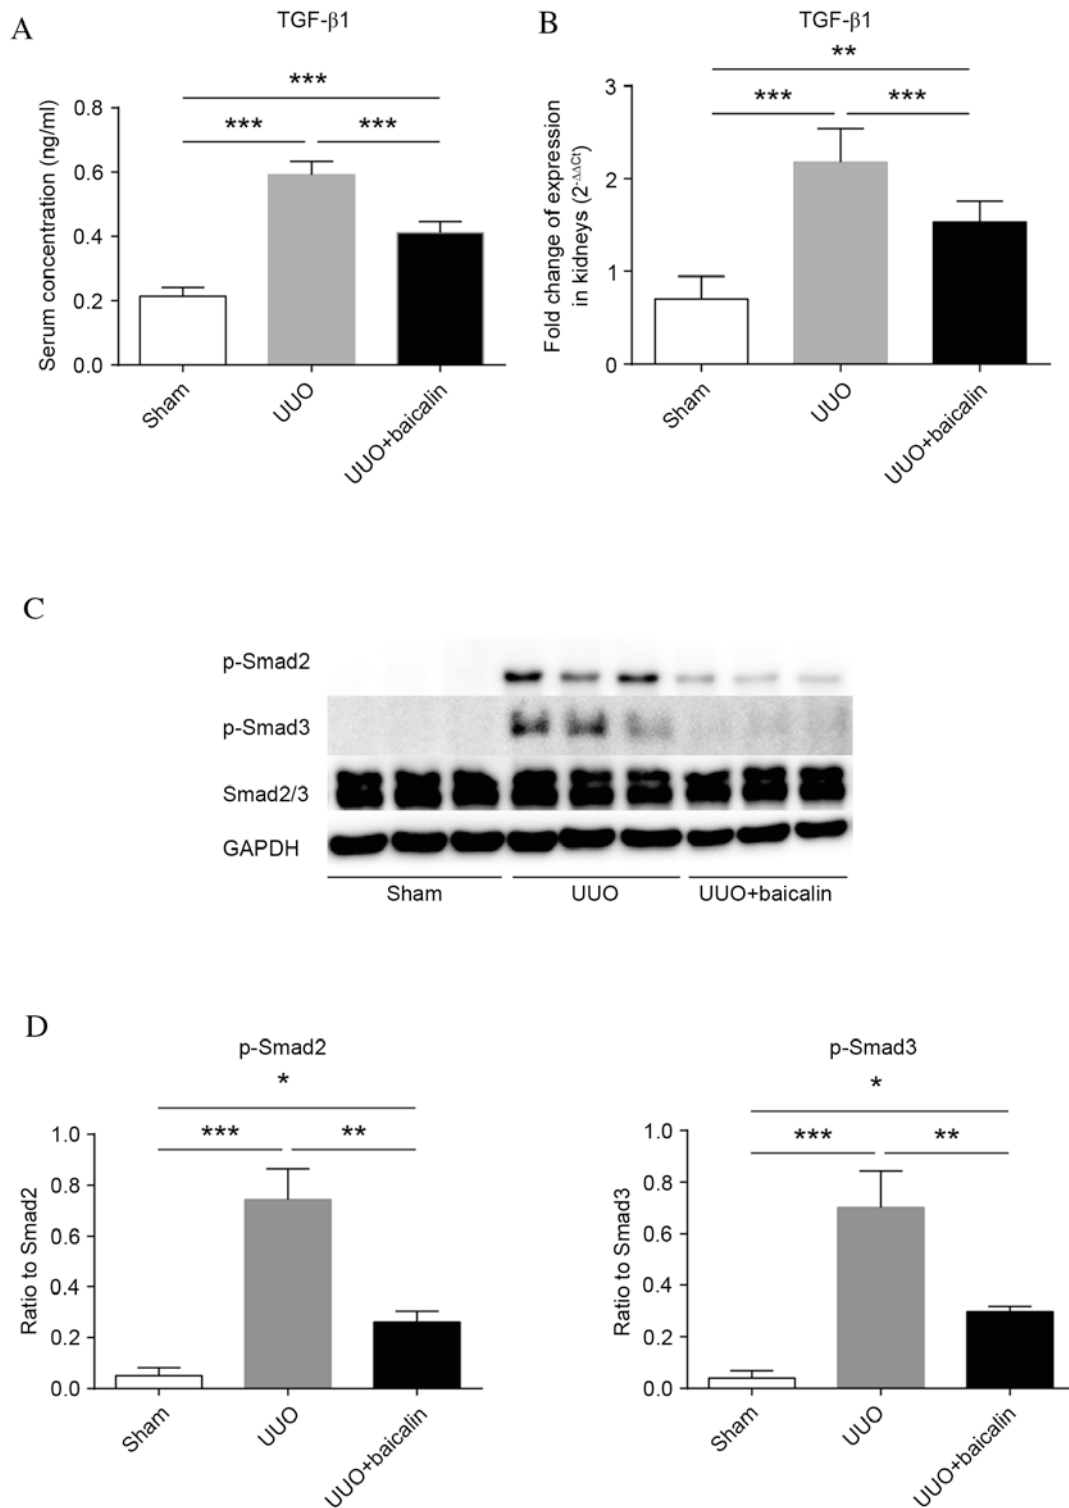 A
TGF-β1
***
***
***
Serum concentration (ng/ml)
0.8
0.6
0.4
0.2
0.0
Sham
UUO
UUO+baicalin
B
TGF-β1
**
***
***
Fold change of expression
in kidneys (2-ΔΔCt)
3
2
1
0
Sham
UUO
UUO+baicalin
C
p-Smad2
p-Smad3
Smad2/3
GAPDH
Sham
UUO
UUO+baicalin
D
p-Smad2
*
***
**
Ratio to Smad2
1.0
0.8
0.6
0.4
0.2
0.0
Sham
UUO
UUO+baicalin
p-Smad3
*
***
**
Ratio to Smad3
1.0
0.8
0.6
0.4
0.2
0.0
Sham
UUO
UUO+baicalin